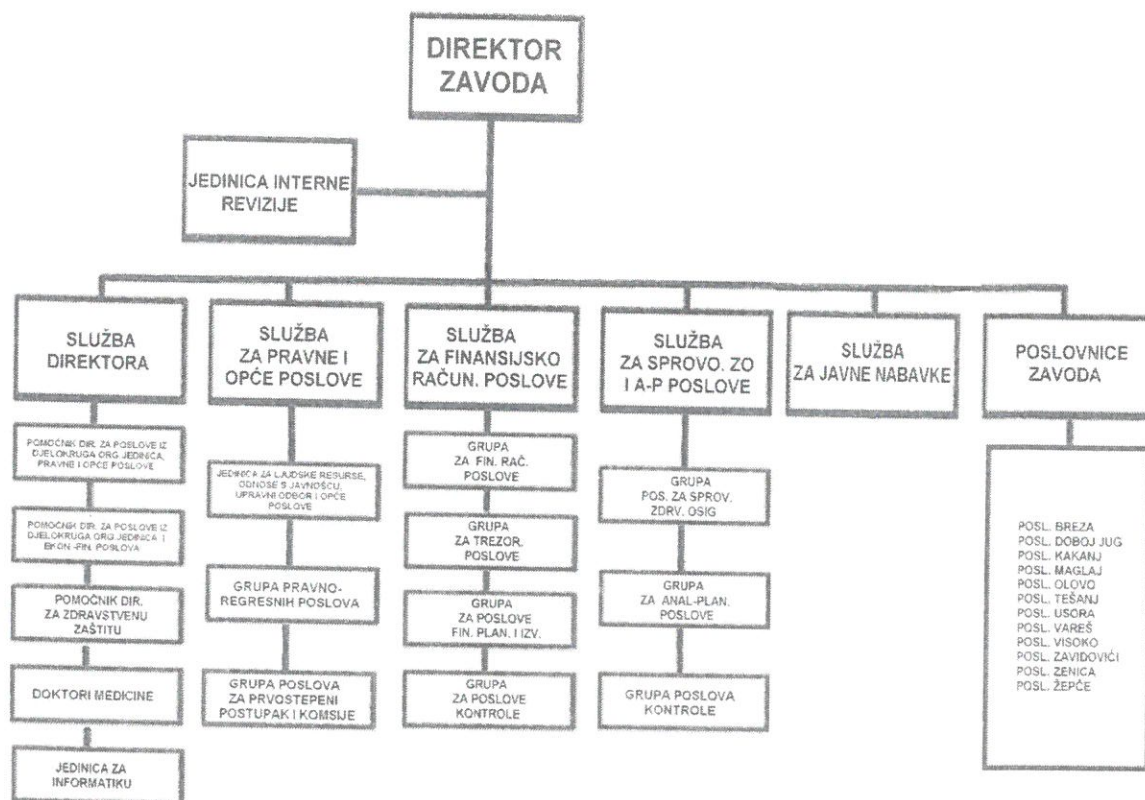 DIREKTOR
ZAVODA
JEDINICA INTERNE
REVIZIJE
SLUŽBA
DIREKTORA
POMOĆNIK DIR. ZA POSLOVE IZ
DJELOKRUGA ORG. JEDINICA,
PRAVNE I OPĆE POSLOVE
POMOĆNIK DIR. ZA POSLOVE IZ
DJELOKRUGA ORG. JEDINICA I
EKON.-FIN. POSLOVA
POMOĆNIK DIR.
ZA ZDRAVSTVENU
ZAŠTITU
DOKTORI MEDICINE
JEDINICA ZA
INFORMATIKU
SLUŽBA
ZA PRAVNE I
OPĆE POSLOVE
JEDINICA ZA LJUDSKE RESURSE,
ODNOSE S JAVNOŠĆU,
UPRAVNI ODBOR I OPĆE
POSLOVE
GRUPA PRAVNO-
REGRESNIH POSLOVA
GRUPA POSLOVA
ZA PRVOSTEPENI
POSTUPAK I KOMSIJE
SLUŽBA
ZA FINANSIJSKO
RAČUN. POSLOVE
GRUPA
ZA FIN. RAČ.
POSLOVE
GRUPA
ZA TREZOR.
POSLOVE
GRUPA
ZA POSLOVE
FIN. PLAN. I IZV.
GRUPA
ZA POSLOVE
KONTROLE
SLUŽBA
ZA SPROVO. ZO
I A-P POSLOVE
GRUPA
POS. ZA SPROV.
ZDRV. OSIG
GRUPA
ZA ANAL-PLAN.
POSLOVE
GRUPA POSLOVA
KONTROLE
SLUŽBA
ZA JAVNE NABAVKE
POSLOVNICE
ZAVODA
POSL. BREZA
POSL. DOBOJ JUG
POSL. KAKANJ
POSL. MAGLAJ
POSL. OLOVO
POSL. TEŠANJ
POSL. USORA
POSL. VAREŠ
POSL. VISOKO
POSL. ZAVIDOVIĆI
POSL. ZENICA
POSL. ŽEPČE